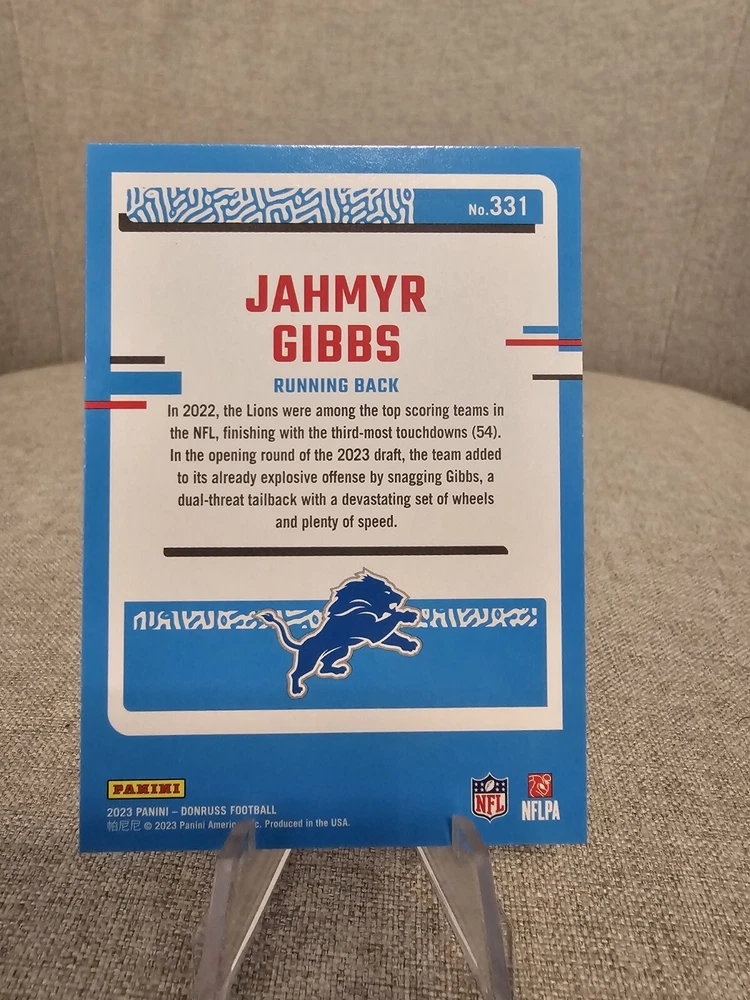 No.331
JAHMYR
GIBBS
RUNNING BACK
In 2022, the Lions were among the top scoring teams in
the NFL, finishing with the third-most touchdowns (54).
In the opening round of the 2023 draft, the team added
to its already explosive offense by snagging Gibbs, a
dual-threat tailback with a devastating set of wheels
and plenty of speed.
PANINI
2023 PANINI – DONRUSS FOOTBALL
帕尼尼 © 2023 Panini America, Inc. Produced in the USA.
NFL
NFLPA